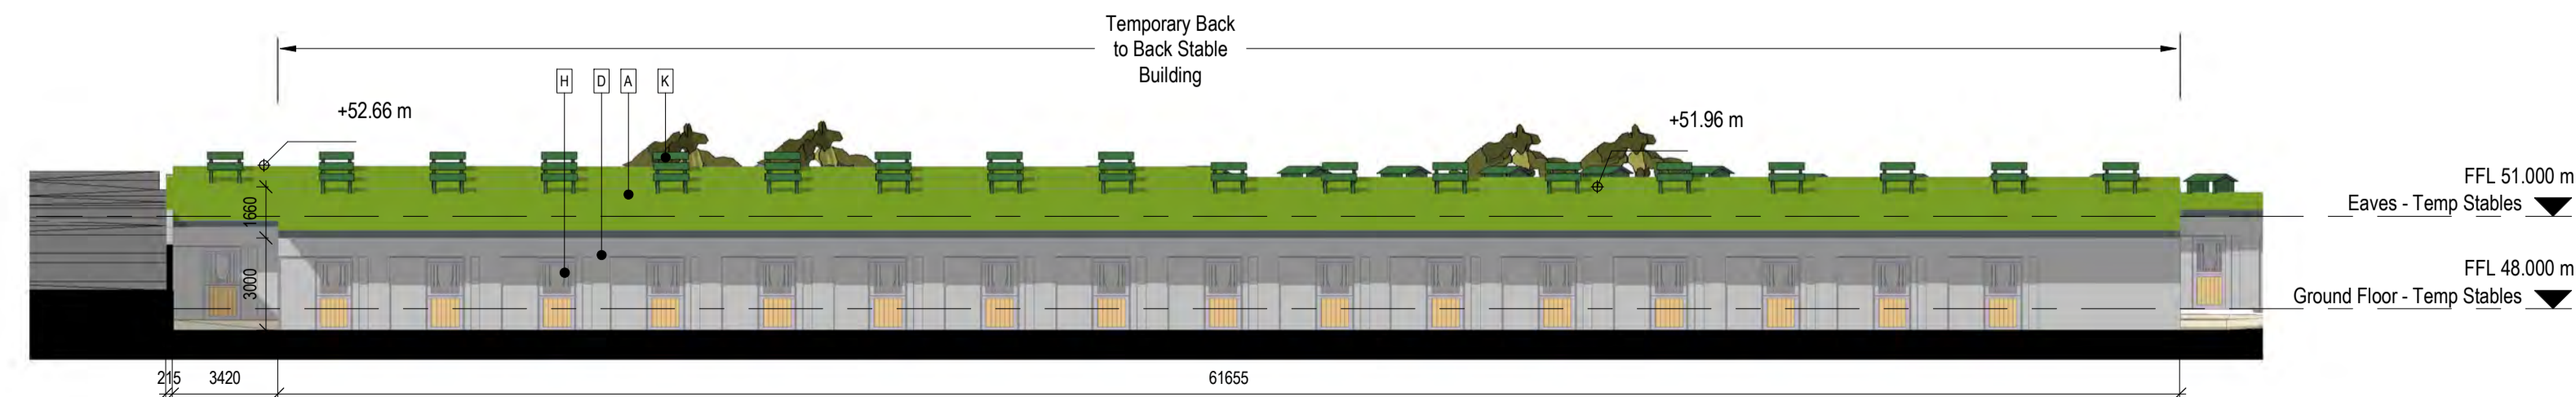 Temporary Back
to Back Stable
Building
H
D
A
K
+52.66 m
+51.96 m
FFL 51.000 m
Eaves - Temp Stables
1660
3000
FFL 48.000 m
Ground Floor - Temp Stables
215
3420
61655